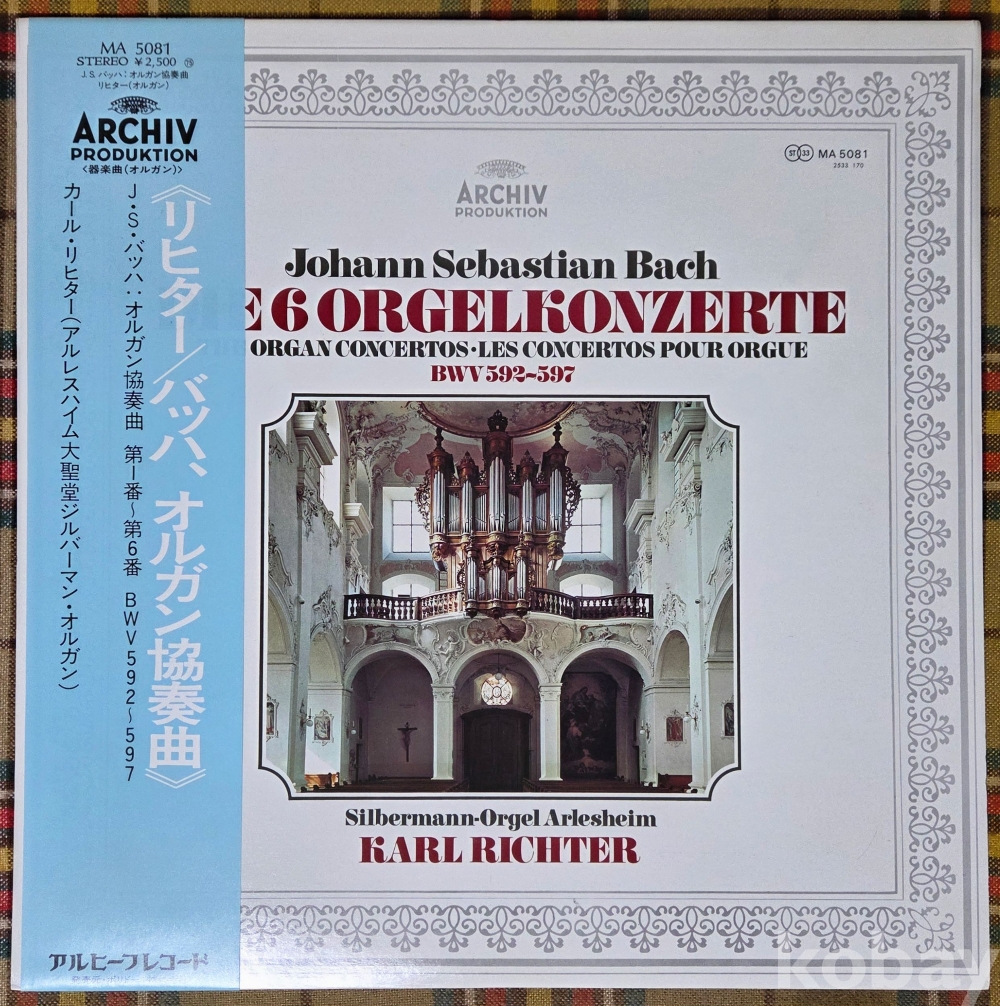 MA 5081
STEREO ¥2,500 ㊄
J.S.バッハ:オルガン協奏曲
リヒター(オルガン)
ARCHIV
PRODUKTION
<器楽曲(オルガン)>
《リヒター/バッハ、オルガン協奏曲》
J・S・バッハ:オルガン協奏曲 第1番~第6番 BWV592~597
カール・リヒター(アルレスハイム大聖堂ジルバーマン・オルガン)
アルヒーフレコード
ARCHIV
PRODUKTION
ST 33 MA 5081
2533 170
Johann Sebastian Bach
E 6 ORGELKONZERTE
ORGAN CONCERTOS·LES CONCERTOS POUR ORGUE
BWV 592-597
Silbermann-Orgel Arlesheim
KARL RICHTER
kobay